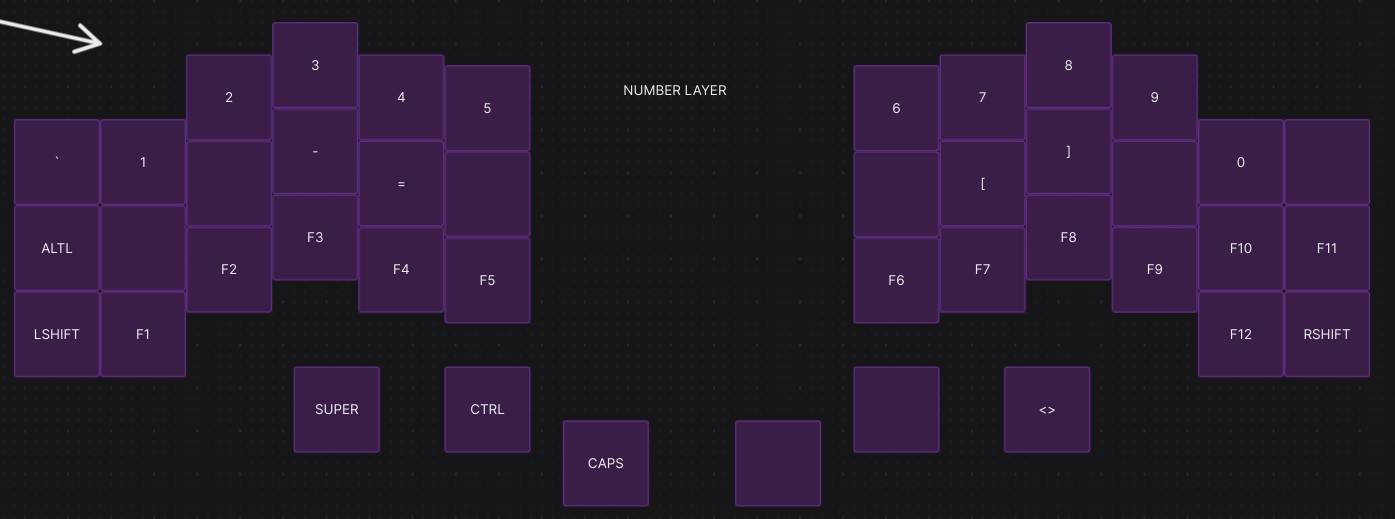 3
8
2
4
7
9
5
NUMBER LAYER
6
-
]
`
1
0
=
[
F3
F8
ALTL
F10
F11
F2
F4
F7
F9
F5
F6
LSHIFT
F1
F12
RSHIFT
SUPER
CTRL
<>
CAPS